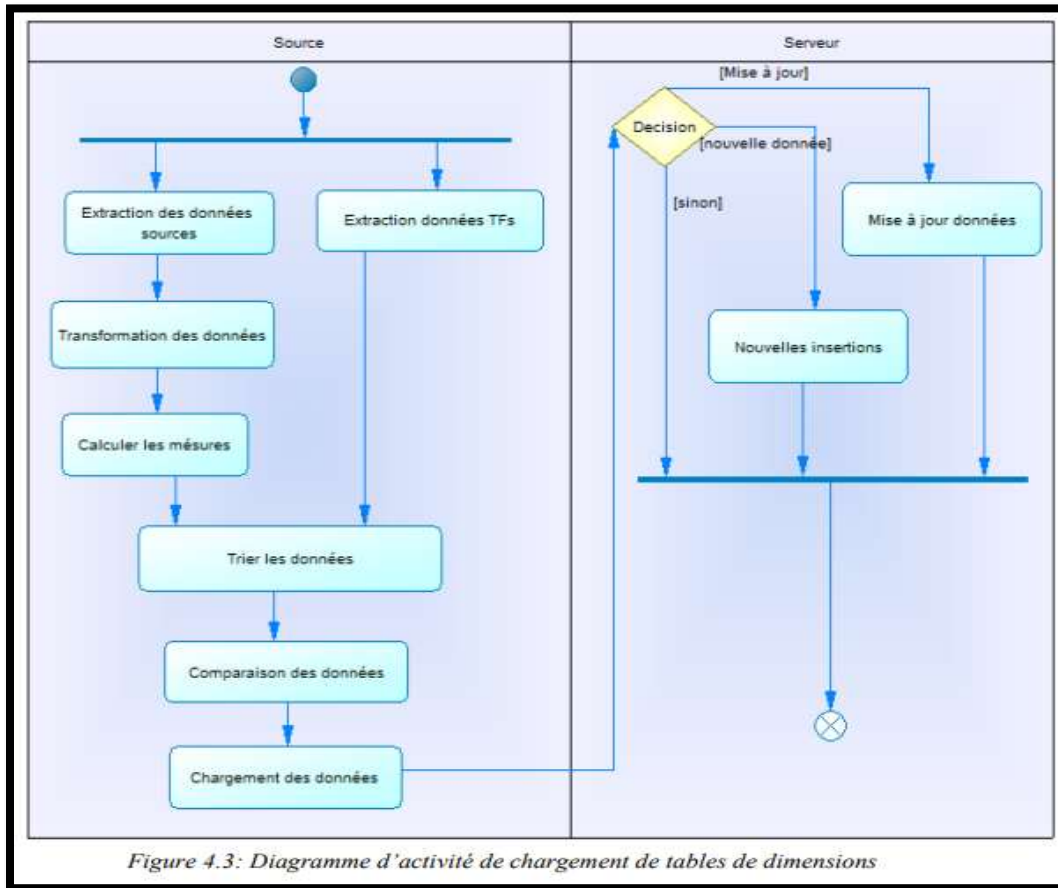 Source
Serveur
[Mise à jour]
Decision
[nouvelle donnée]
[sinon]
Extraction des données
sources
Extraction données TFs
Mise à jour données
Transformation des données
Nouvelles insertions
Calculer les mésures
Trier les données
Comparaison des données
Chargement des données
Figure 4.3: Diagramme d'activité de chargement de tables de dimensions